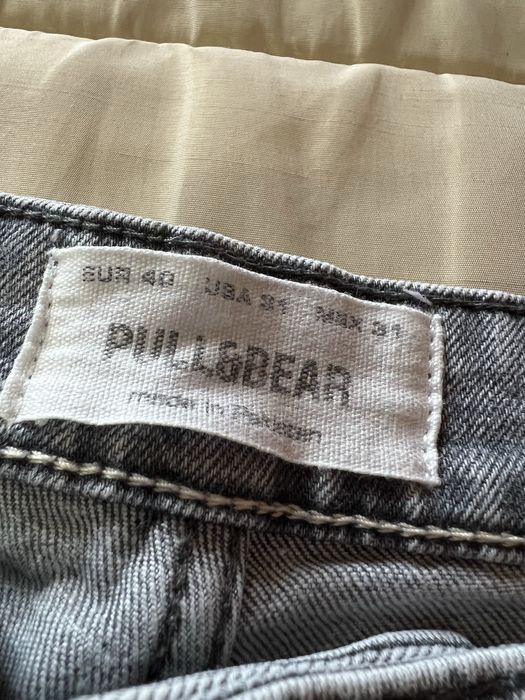 EUR 40 USA 31 MEX 31
PULL&BEAR
made in Pakistan